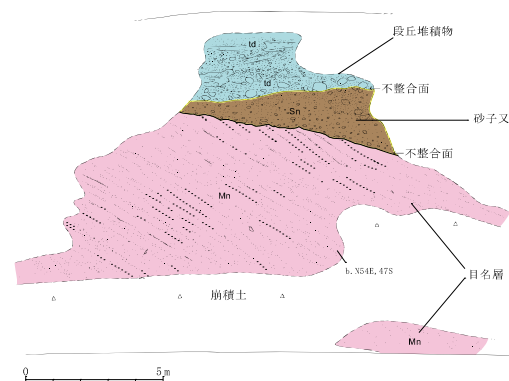 段丘堆積物
td
td
不整合面
Sn
砂子又
不整合面
Mn
b. N54E, 47S
目名層
崩積土
Mn
0 5m